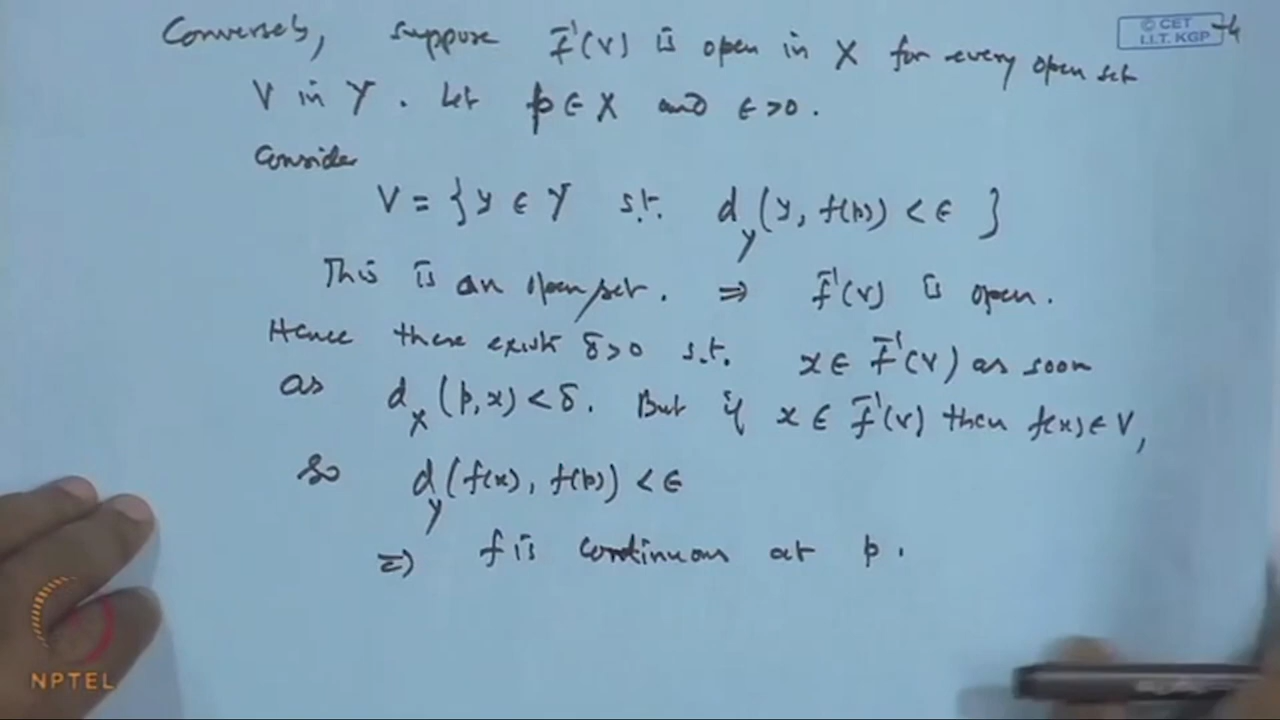 Conversely, suppose f⁻¹(V) is open in X for every open set
© CET
I.I.T. KGP
V in Y. Let p ∈ X and ε > 0.
Consider
V = { y ∈ Y s.t. d_Y (y, f(p)) < ε }
This is an open set. ⇒ f⁻¹(V) is open.
Hence there exists δ > 0 s.t. x ∈ f⁻¹(V) as soon
as d_X (p, x) < δ. But if x ∈ f⁻¹(V) then f(x) ∈ V,
So d_Y (f(x), f(p)) < ε
⇒ f is continuous at p.
NPTEL